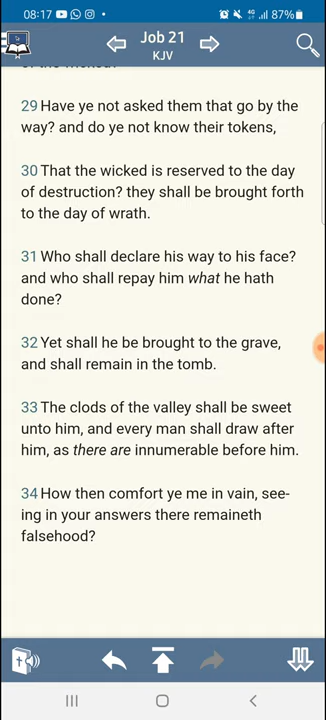 08:17
87%
Job 21
KJV
29 Have ye not asked them that go by the
way? and do ye not know their tokens,
30 That the wicked is reserved to the day
of destruction? they shall be brought forth
to the day of wrath.
31 Who shall declare his way to his face?
and who shall repay him what he hath
done?
32 Yet shall he be brought to the grave,
and shall remain in the tomb.
33 The clods of the valley shall be sweet
unto him, and every man shall draw after
him, as there are innumerable before him.
34 How then comfort ye me in vain, see-
ing in your answers there remaineth
falsehood?